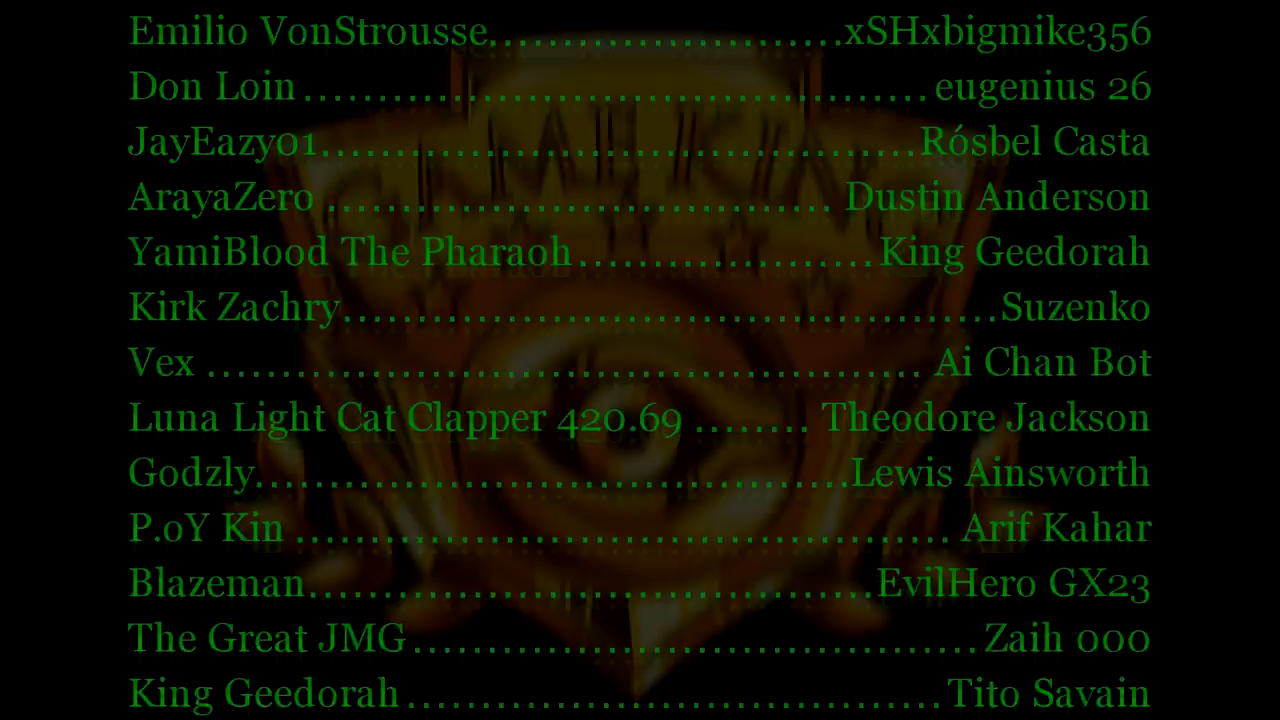 Emilio VonStrousse........................xSHxbigmike356
Don Loin .......................................... eugenius 26
JayEazy01........................................Rósbel Casta
ArayaZero .................................. Dustin Anderson
YamiBlood The Pharaoh....................King Geedorah
Kirk Zachry............................................Suzenko
Vex ................................................ Ai Chan Bot
Luna Light Cat Clapper 420.69 ........ Theodore Jackson
Godzly........................................Lewis Ainsworth
P.oY Kin ............................................ Arif Kahar
Blazeman......................................EvilHero GX23
The Great JMG......................................Zaih 000
King Geedorah....................................Tito Savain